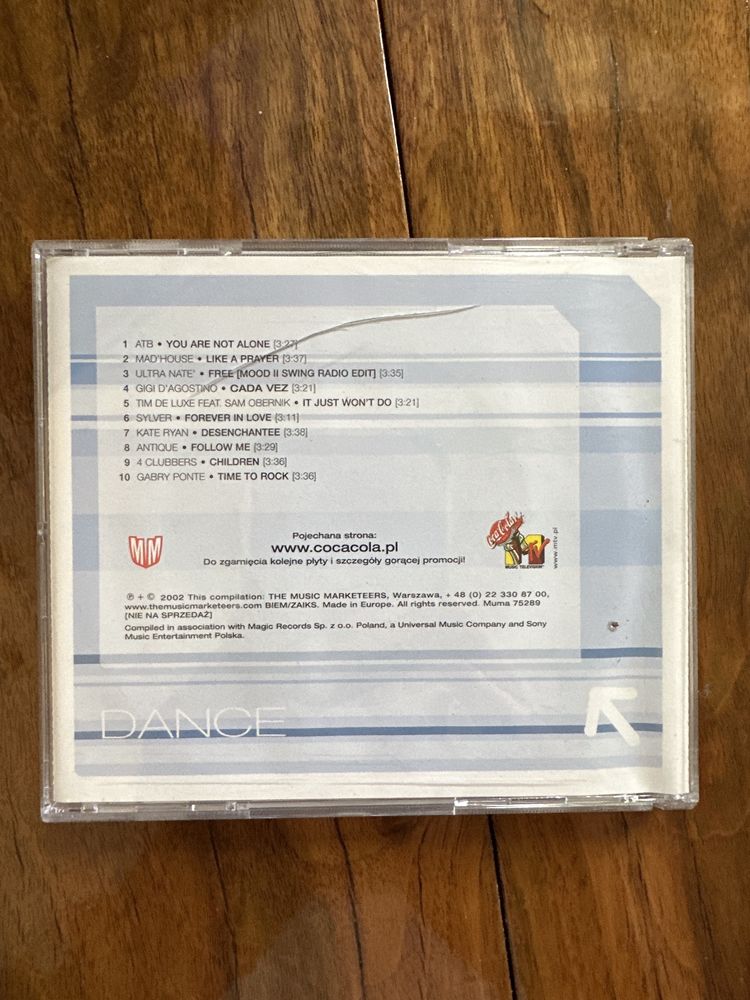 1 ATB • YOU ARE NOT ALONE [3:27]
2 MAD'HOUSE • LIKE A PRAYER [3:37]
3 ULTRA NATE' • FREE [MOOD II SWING RADIO EDIT] [3:35]
4 GIGI D'AGOSTINO • CADA VEZ [3:21]
5 TIM DE LUXE FEAT. SAM OBERNIK • IT JUST WON'T DO [3:21]
6 SYLVER • FOREVER IN LOVE [3:11]
7 KATE RYAN • DESENCHANTEE [3:38]
8 ANTIQUE • FOLLOW ME [3:29]
9 4 CLUBBERS • CHILDREN [3:36]
10 GABRY PONTE • TIME TO ROCK [3:36]
MM
Pojechana strona:
www.cocacola.pl
Do zgarnięcia kolejne płyty i szczegóły gorącej promocji!
Coca-Cola
MTV
MUSIC TELEVISION
www.mtv.pl
℗ + © 2002 This compilation: THE MUSIC MARKETEERS, Warszawa, + 48 (0) 22 330 87 00,
www.themusicmarketeers.com BIEM/ZAIKS. Made in Europe. All rights reserved. Muma 75289
[NIE NA SPRZEDAŻ]
Compiled in association with Magic Records Sp. z o.o. Poland, a Universal Music Company and Sony
Music Entertainment Polska.
DANCE